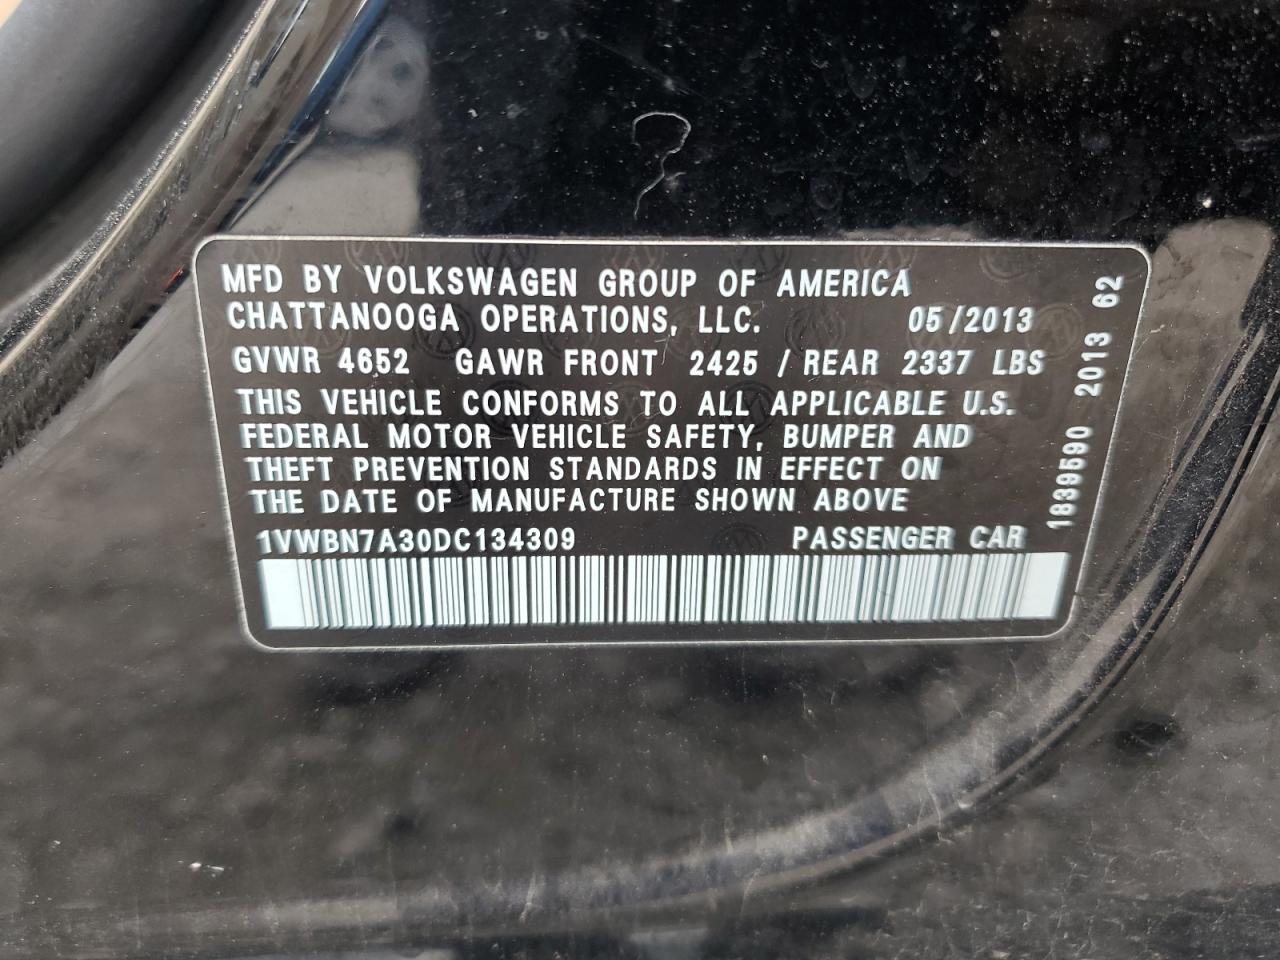 MFD BY VOLKSWAGEN GROUP OF AMERICA
CHATTANOOGA OPERATIONS, LLC. 05/2013
GVWR 4652 GAWR FRONT 2425 / REAR 2337 LBS
THIS VEHICLE CONFORMS TO ALL APPLICABLE U.S.
FEDERAL MOTOR VEHICLE SAFETY, BUMPER AND
THEFT PREVENTION STANDARDS IN EFFECT ON
THE DATE OF MANUFACTURE SHOWN ABOVE
1VWBN7A30DC134309 PASSENGER CAR
1839590 2013 62